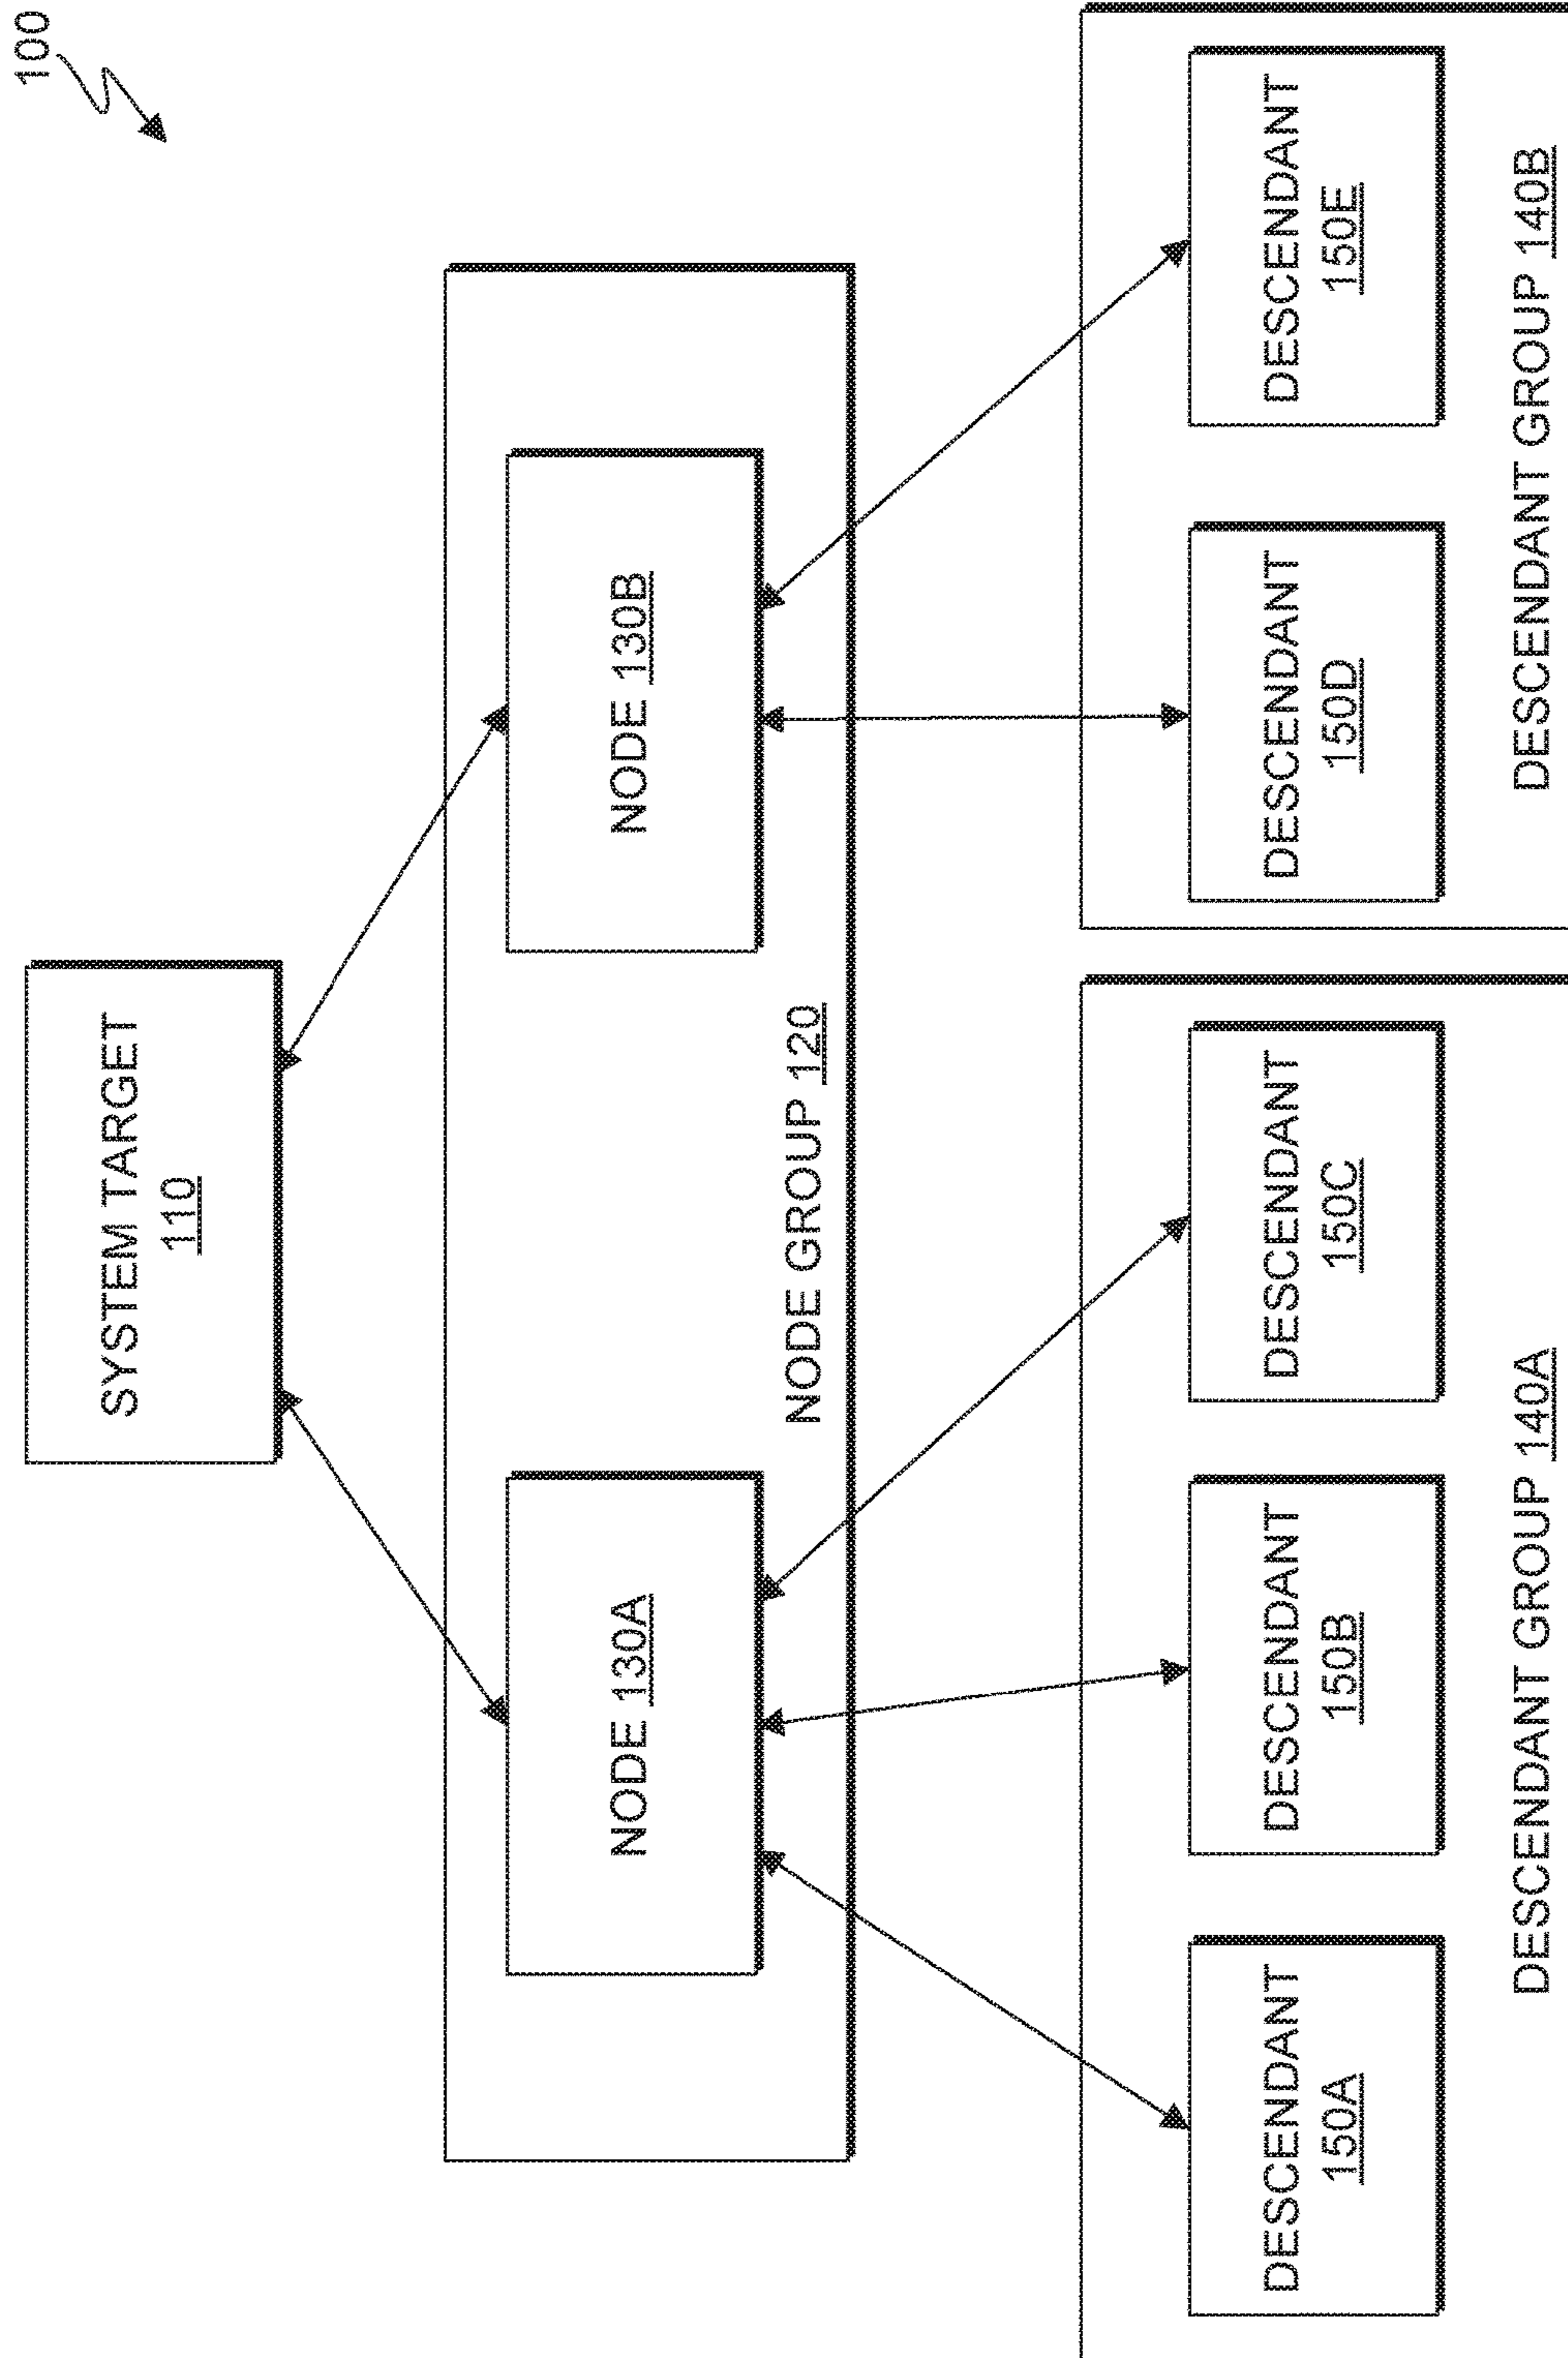 100
SYSTEM TARGET
110
NODE 130A
NODE 130B
NODE GROUP 120
DESCENDANT
150A
DESCENDANT
150B
DESCENDANT
150C
DESCENDANT
150D
DESCENDANT
150E
DESCENDANT GROUP 140A
DESCENDANT GROUP 140B